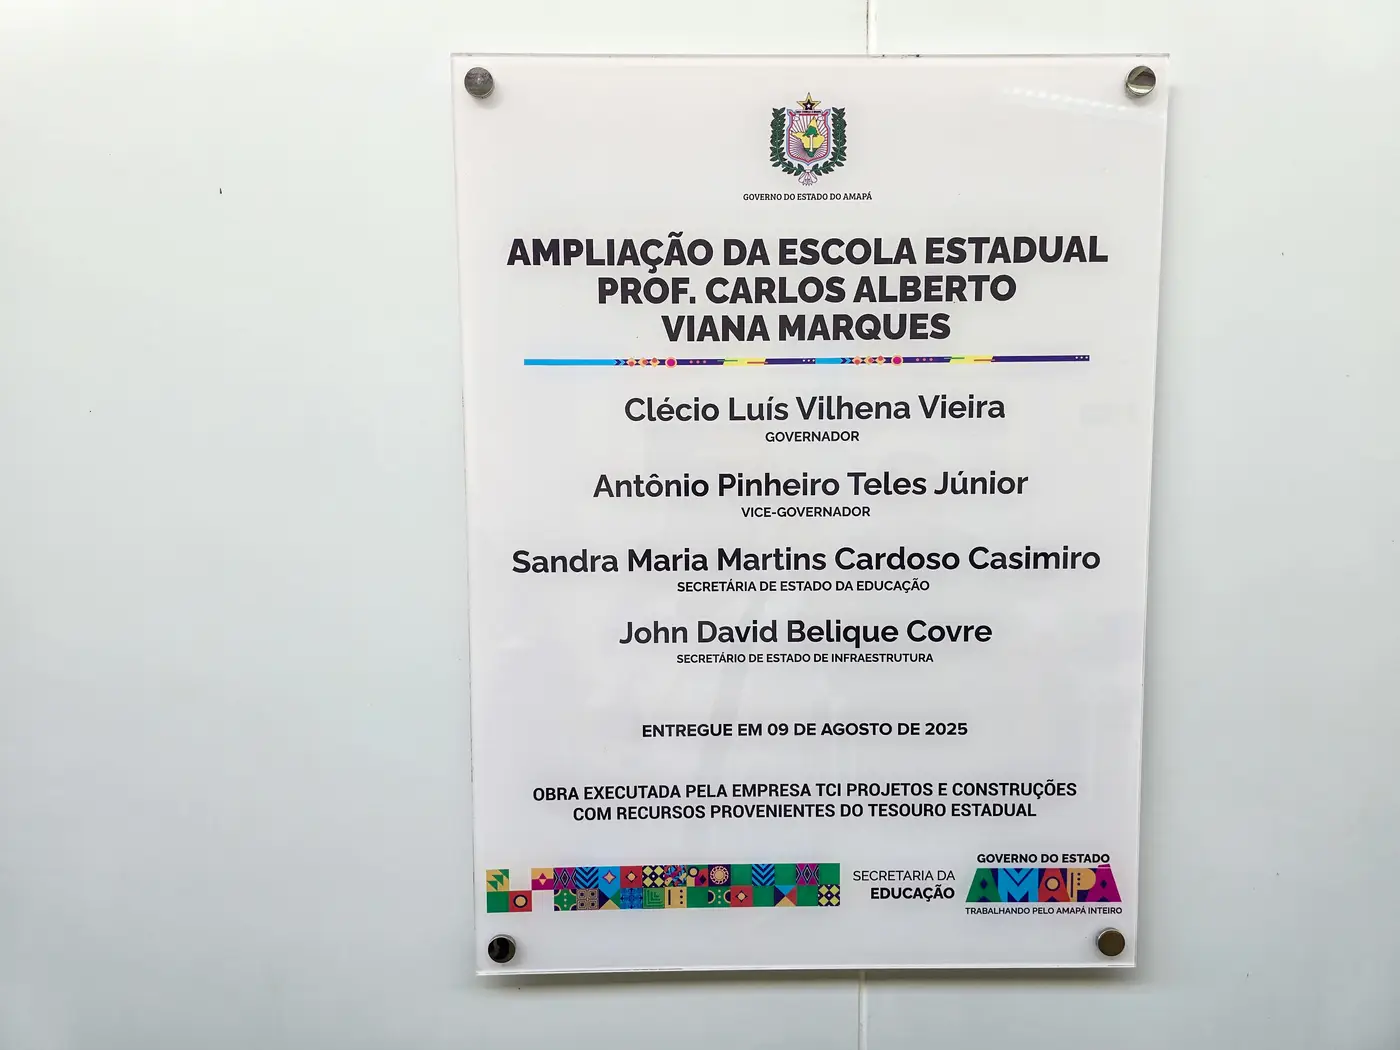 GOVERNO DO ESTADO DO AMAPÁ
AMPLIAÇÃO DA ESCOLA ESTADUAL
PROF. CARLOS ALBERTO
VIANA MARQUES
Clécio Luís Vilhena Vieira
GOVERNADOR
Antônio Pinheiro Teles Júnior
VICE-GOVERNADOR
Sandra Maria Martins Cardoso Casimiro
SECRETÁRIA DE ESTADO DA EDUCAÇÃO
John David Belique Covre
SECRETÁRIO DE ESTADO DE INFRAESTRUTURA
ENTREGUE EM 09 DE AGOSTO DE 2025
OBRA EXECUTADA PELA EMPRESA TCI PROJETOS E CONSTRUÇÕES
COM RECURSOS PROVENIENTES DO TESOURO ESTADUAL
SECRETARIA DA
EDUCAÇÃO
GOVERNO DO ESTADO
AMAPÁ
TRABALHANDO PELO AMAPÁ INTEIRO